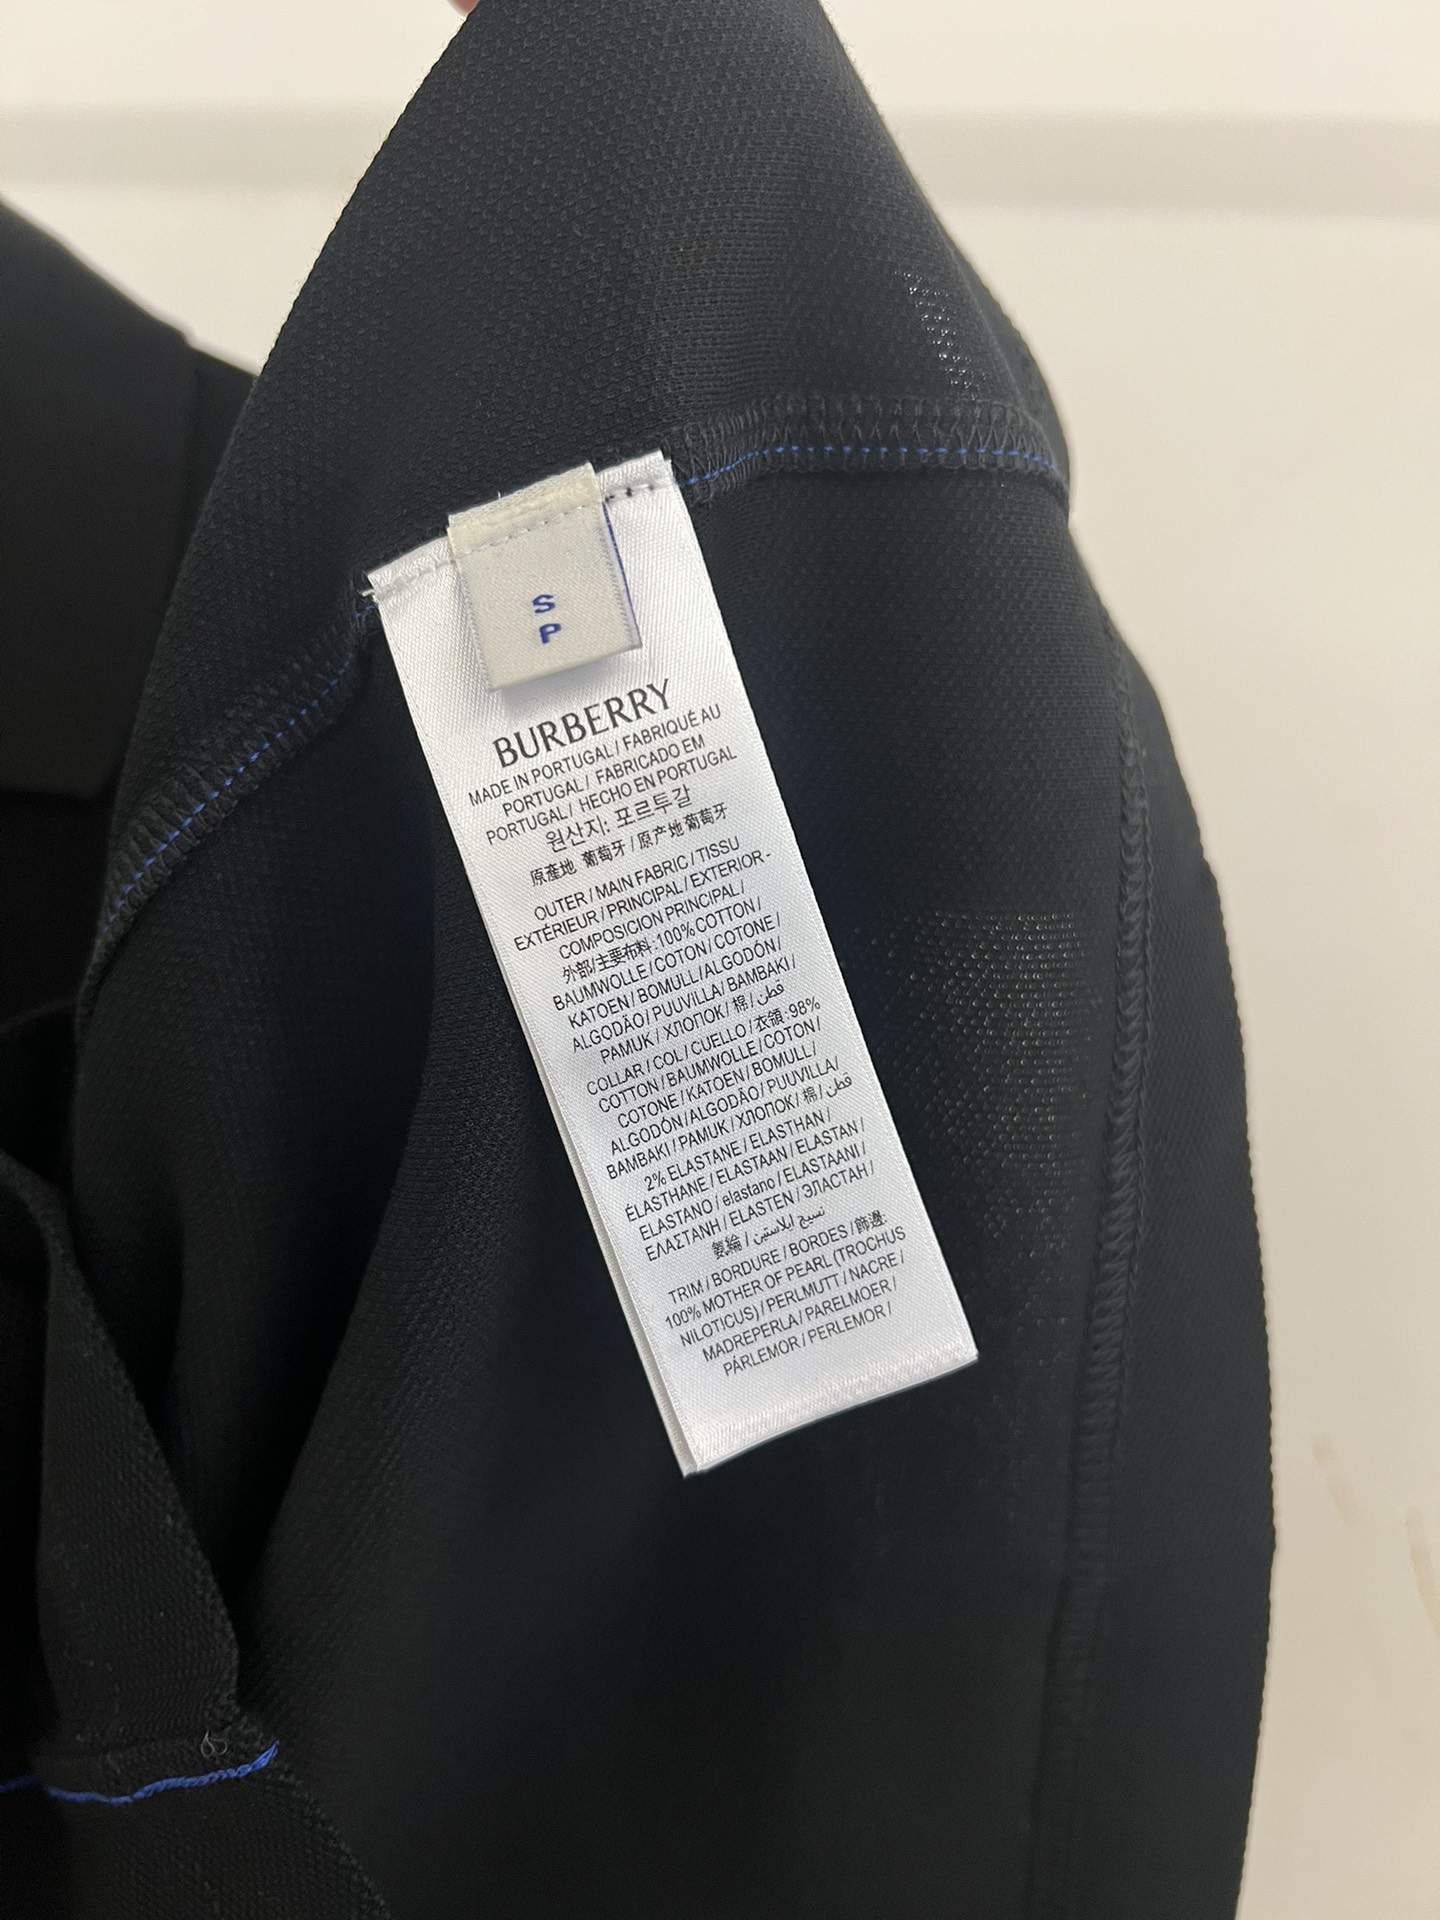 S
P
BURBERRY
MADE IN PORTUGAL / FABRIQUÉ AU
PORTUGAL / FABRICADO EM
PORTUGAL / HECHO EN PORTUGAL
원산지: 포르투갈
原產地 葡萄牙 / 原产地 葡萄牙
OUTER / MAIN FABRIC / TISSU
EXTÉRIEUR / PRINCIPAL / EXTERIOR -
COMPOSICION PRINCIPAL /
外部/主要布料:100% COTTON /
BAUMWOLLE / COTON / COTONE /
KATOEN / BOMULL / ALGODÓN /
ALGODÃO / PUUVILLA / BAMBAKI /
PAMUK / ХЛОПОК / 棉 / قطن
COLLAR / COL / CUELLO / 衣領:98%
COTTON / BAUMWOLLE / COTON /
COTONE / KATOEN / BOMULL /
ALGODÓN / ALGODÃO / PUUVILLA /
BAMBAKI / PAMUK / ХЛОПОК / 棉 / قطن
2% ELASTANE / ELASTHAN /
ÉLASTHANE / ELASTAAN / ELASTAN /
ELASTANO / elastano / ELASTAANI /
ΕΛΑΣΤΑΝΗ / ELASTEN / ЭЛАСТАН /
氨綸 / نسيج ايلاستين
TRIM / BORDURE / BORDES / 飾邊:
100% MOTHER OF PEARL (TROCHUS
NILOTICUS) / PERLMUTT / NACRE /
MADREPERLA / PARELMOER /
PÄRLEMOR / PERLEMOR /